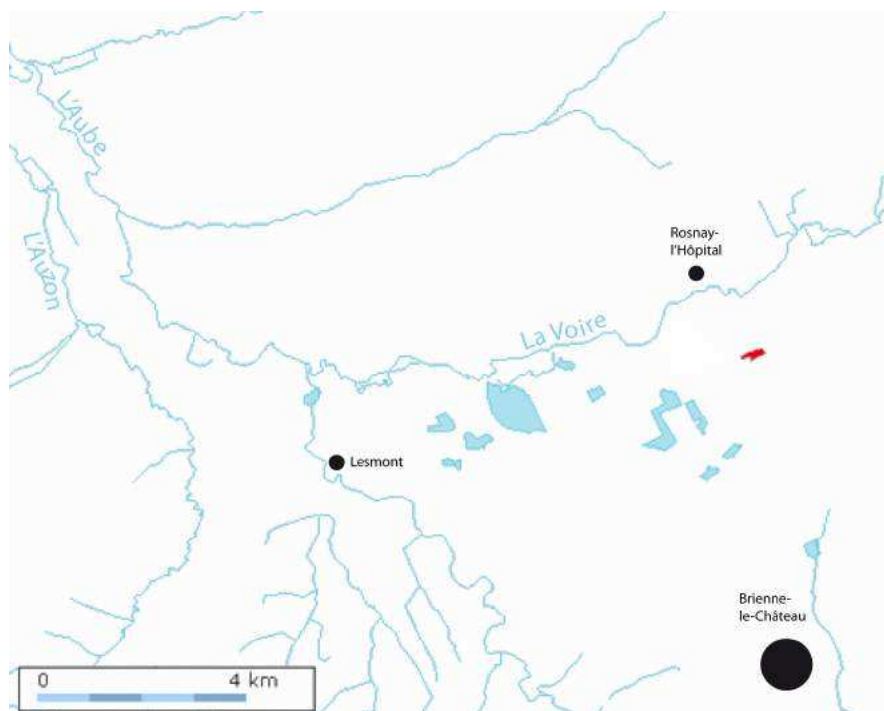 L'Aube
L'Auzon
Rosnay-
l'Hôpital
La Voire
Lesmont
Brienne-
le-Château
0 4 km